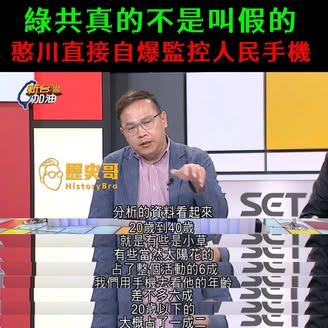 綠共真的不是叫假的
憨川直接自爆監控人民手機
新台灣
加油
歷史哥
HistoryBro
分析的資料看起來
20歲到40歲
就是有些是小草
有些當然太陽花的
占了整個活動的6成
我們用手機去看他的年齡
差不多六成
20歲以下的
大概占了一成二
SET